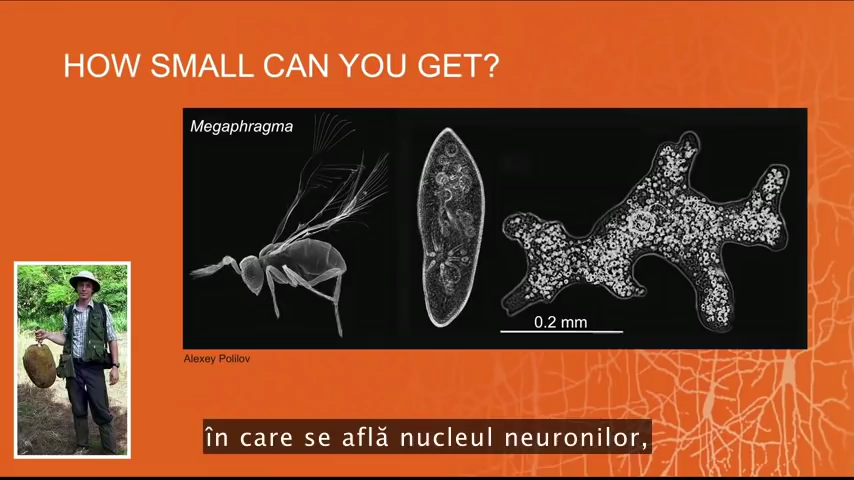 HOW SMALL CAN YOU GET?
Megaphragma
0.2 mm
Alexey Polilov
în care se află nucleul neuronilor,